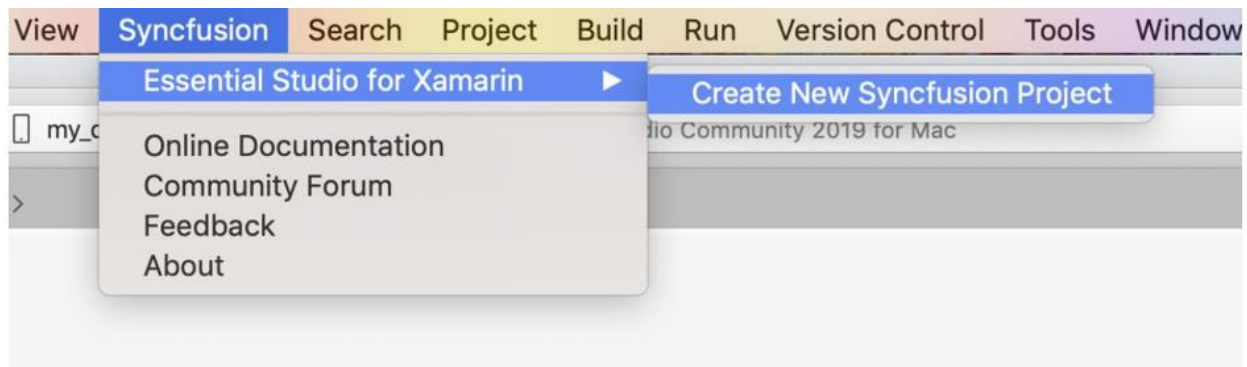 View Syncfusion Search Project Build Run Version Control Tools Window
Essential Studio for Xamarin ▶ Create New Syncfusion Project
my_ Community 2019 for Mac
Online Documentation
>
Community Forum
Feedback
About